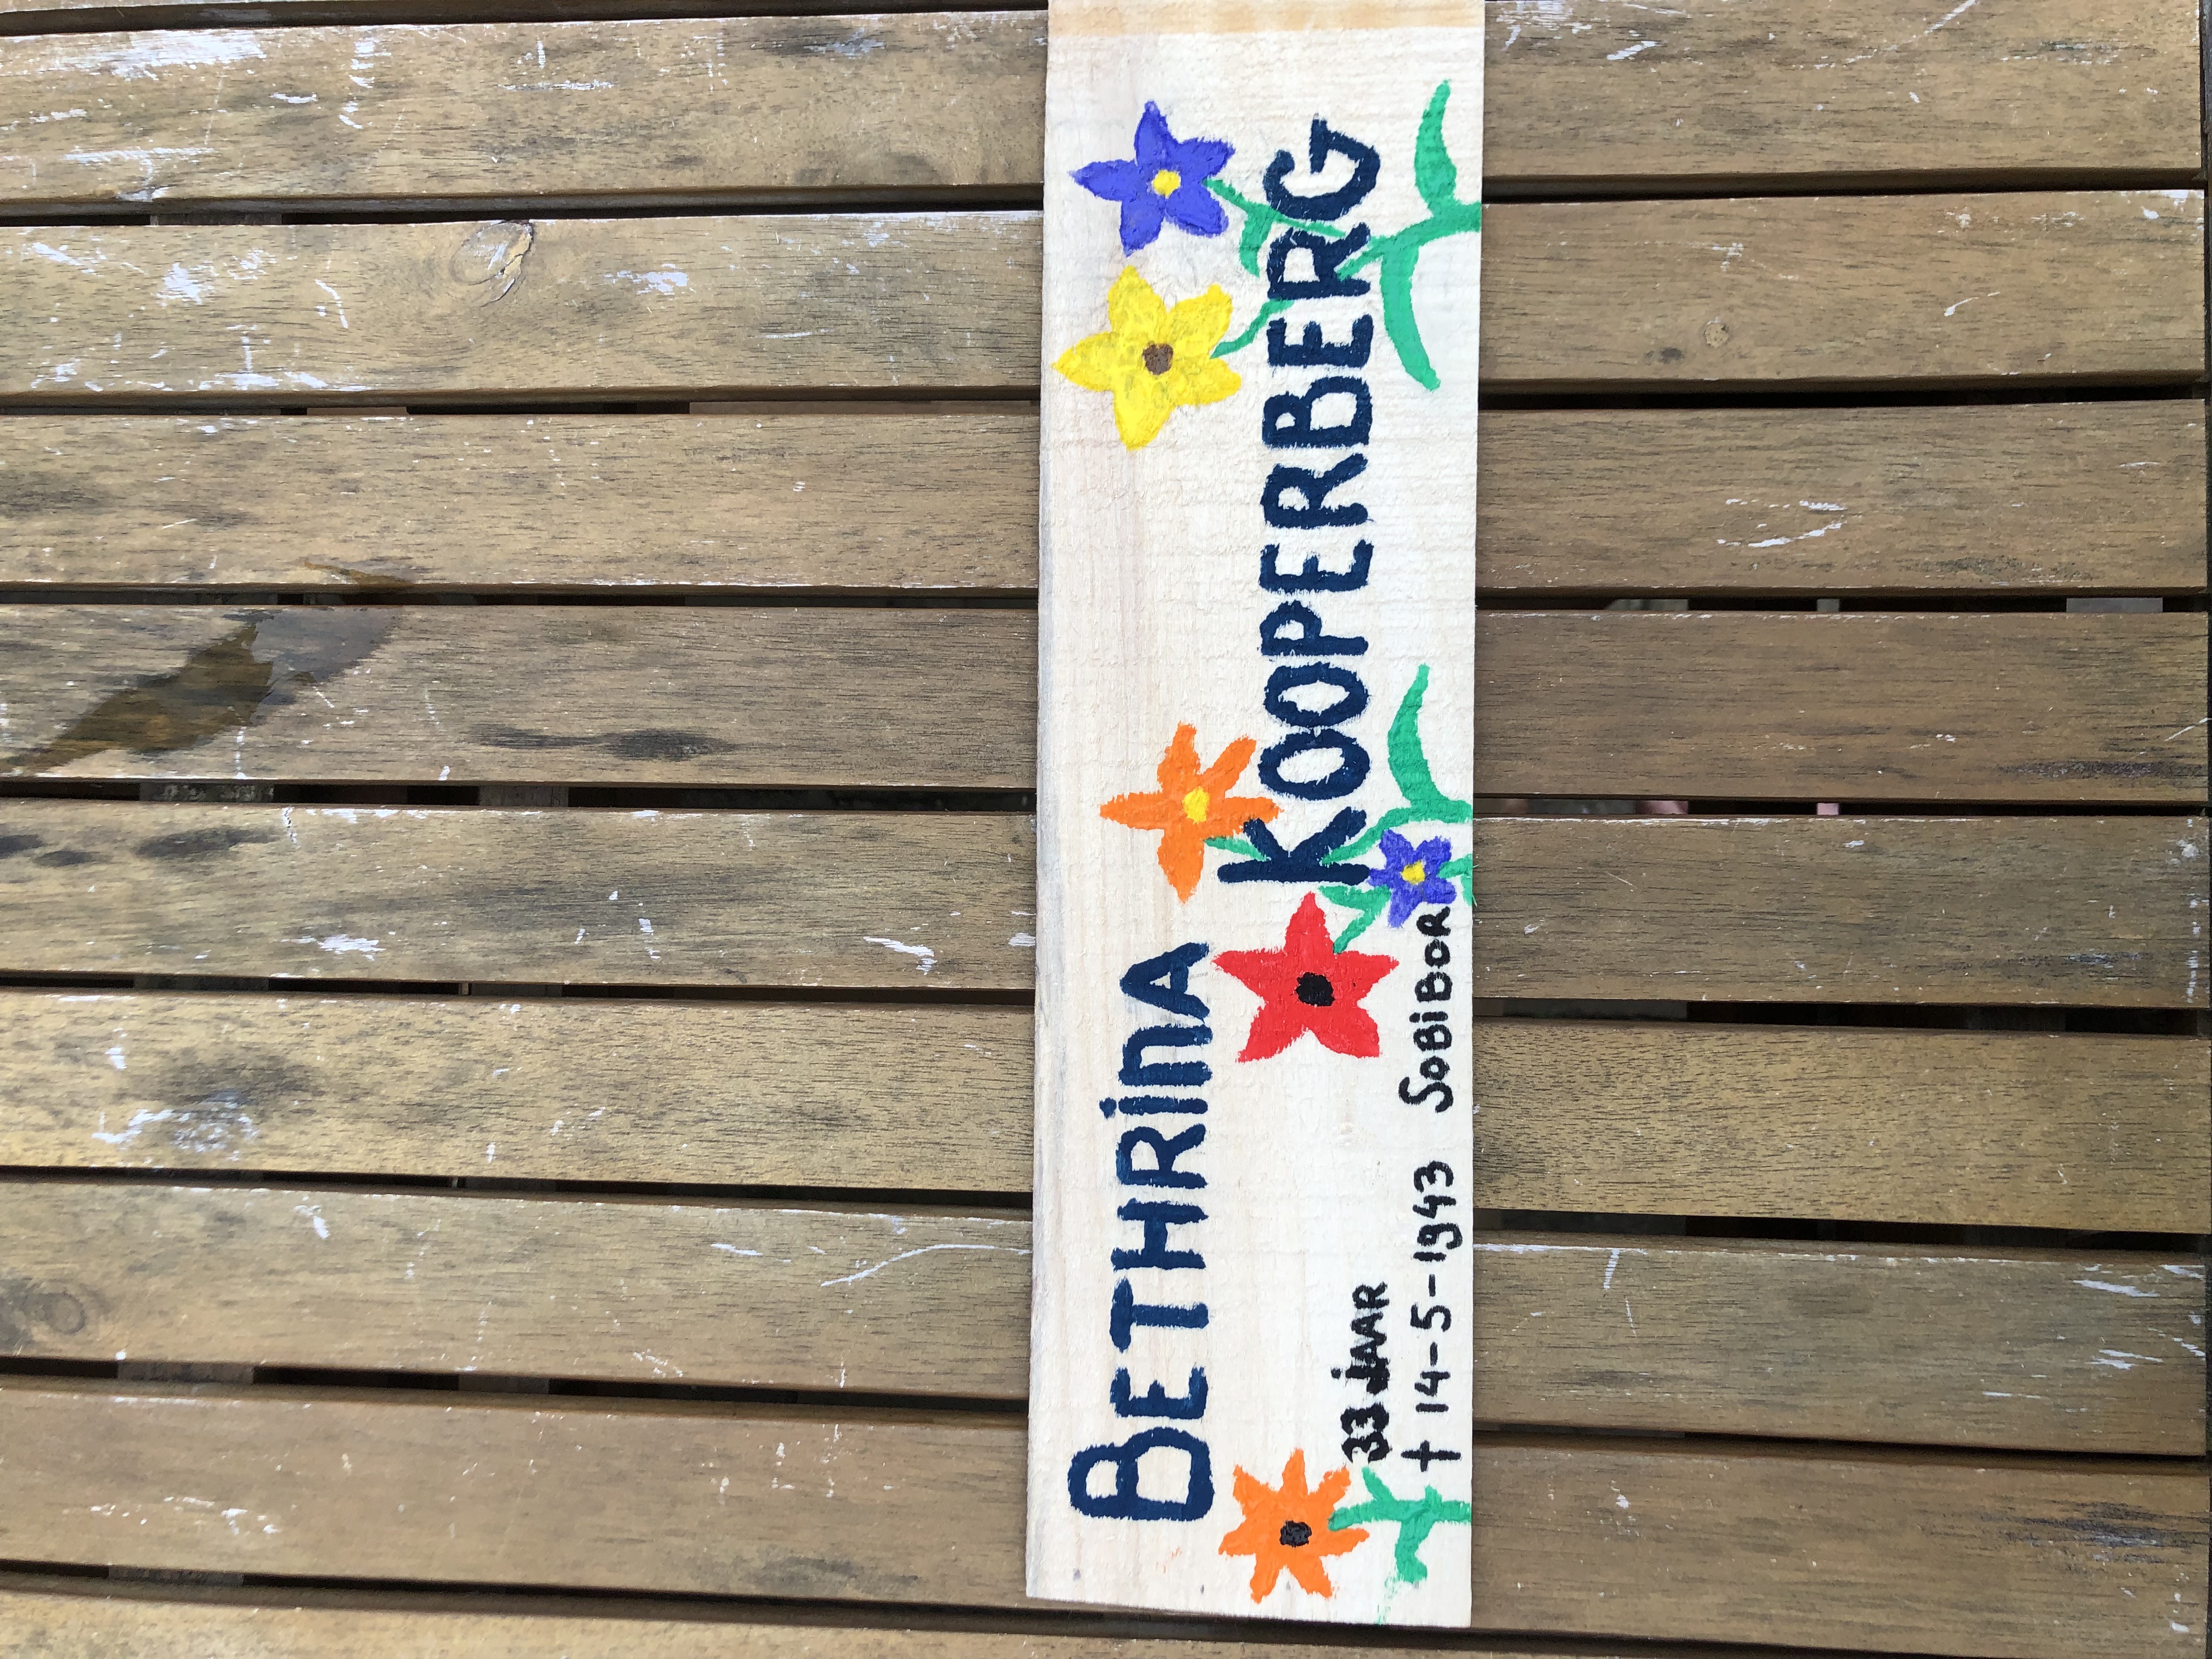 BETHRiNA
KOOPERBERG
33 jAAR
† 14-5-1943 SOBiBOR